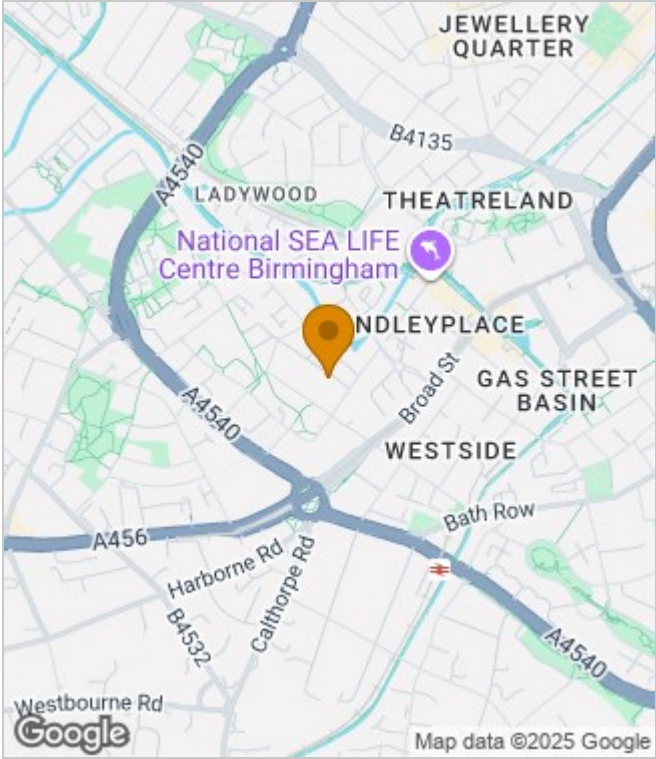 JEWELLERY
QUARTER
B4135
A4540
LADYWOOD
THEATRELAND
National SEA LIFE
Centre Birmingham
NDLEYPLACE
Broad St
GAS STREET
BASIN
A4540
WESTSIDE
Bath Row
A456
Harborne Rd
Calthorpe Rd
B4532
A4540
Westbourne Rd
Google
Map data ©2025 Google